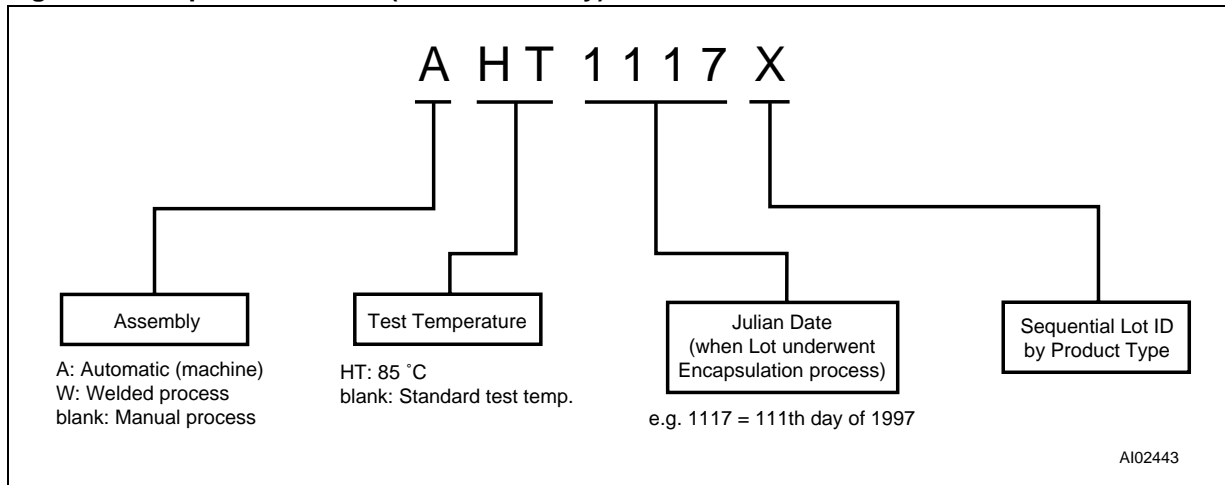 A HT 1117 X
Assembly
A: Automatic (machine)
W: Welded process
blank: Manual process
Test Temperature
HT: 85 ˚C
blank: Standard test temp.
Julian Date
(when Lot underwent
Encapsulation process)
e.g. 1117 = 111th day of 1997
Sequential Lot ID
by Product Type
AI02443